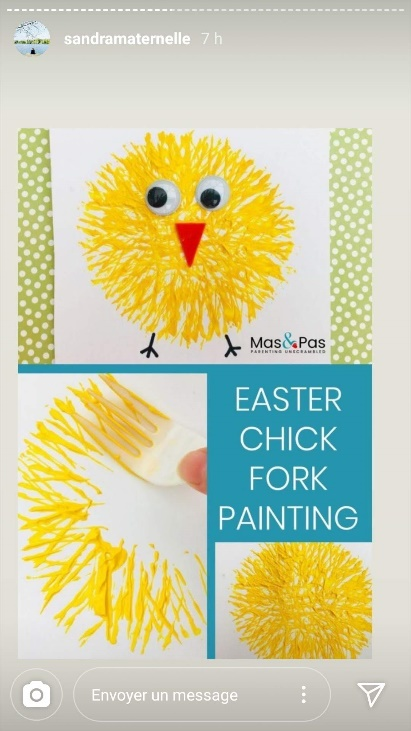 sandramaternelle 7 h
Mas&Pas
PARENTING UNSCRAMBLED
EASTER
CHICK
FORK
PAINTING
Envoyer un message